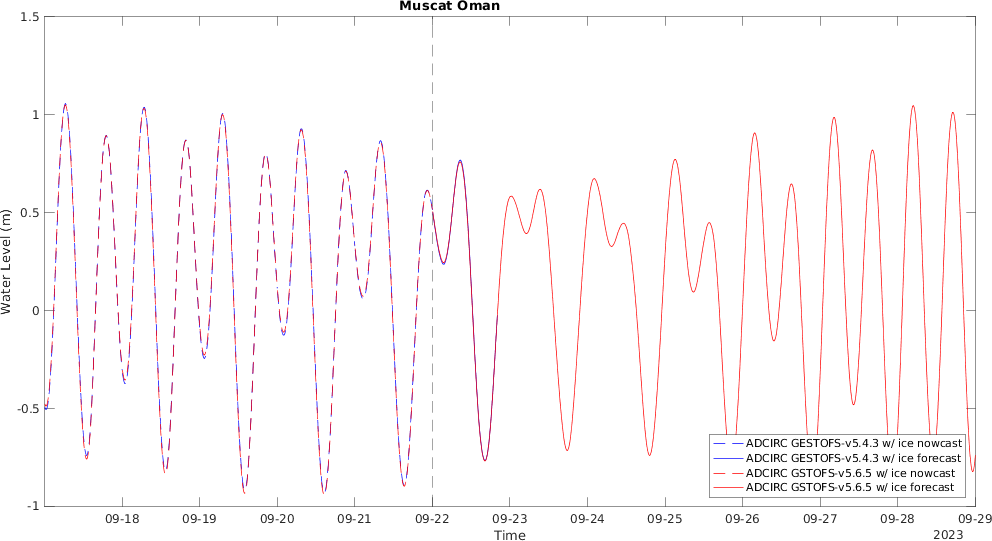 Muscat Oman
1.5
1
0.5
0
-0.5
-1
Water Level (m)
ADCIRC GESTOFS-v5.4.3 w/ ice nowcast
ADCIRC GESTOFS-v5.4.3 w/ ice forecast
ADCIRC GSTOFS-v5.6.5 w/ ice nowcast
ADCIRC GSTOFS-v5.6.5 w/ ice forecast
09-18 09-19 09-20 09-21 09-22 09-23 09-24 09-25 09-26 09-27 09-28 09-29
Time
2023